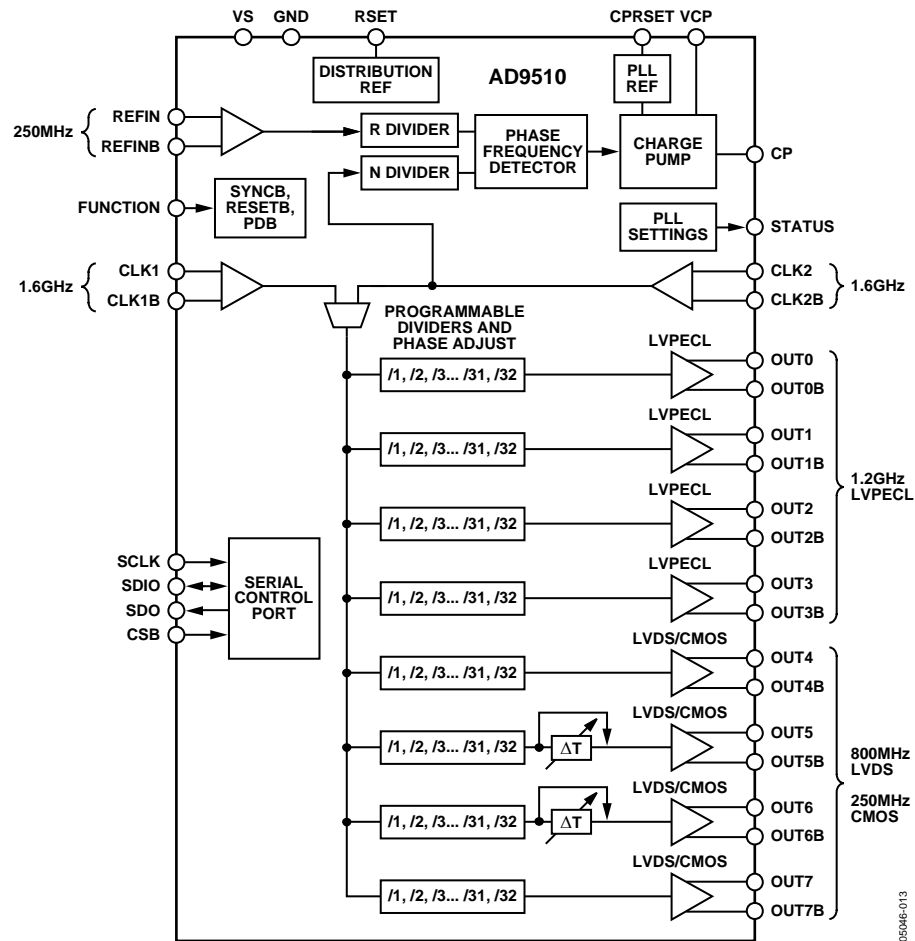 VS GND RSET CPRSET VCP
DISTRIBUTION
REF
AD9510
PLL
REF
REFIN
250MHz
REFINB
R DIVIDER
N DIVIDER
PHASE
FREQUENCY
DETECTOR
CHARGE
PUMP
CP
FUNCTION
SYNCB,
RESETB,
PDB
PLL
SETTINGS
STATUS
CLK1
1.6GHz
CLK1B
CLK2
1.6GHz
CLK2B
PROGRAMMABLE
DIVIDERS AND
PHASE ADJUST
LVPECL
/1, /2, /3... /31, /32
OUT0
OUT0B
LVPECL
/1, /2, /3... /31, /32
OUT1
OUT1B
1.2GHz
LVPECL
LVPECL
/1, /2, /3... /31, /32
OUT2
OUT2B
LVPECL
/1, /2, /3... /31, /32
OUT3
OUT3B
SCLK
SDIO
SDO
CSB
SERIAL
CONTROL
PORT
LVDS/CMOS
/1, /2, /3... /31, /32
OUT4
OUT4B
LVDS/CMOS
/1, /2, /3... /31, /32
ΔT
OUT5
OUT5B
800MHz
LVDS
250MHz
CMOS
LVDS/CMOS
/1, /2, /3... /31, /32
ΔT
OUT6
OUT6B
LVDS/CMOS
/1, /2, /3... /31, /32
OUT7
OUT7B
05046-013